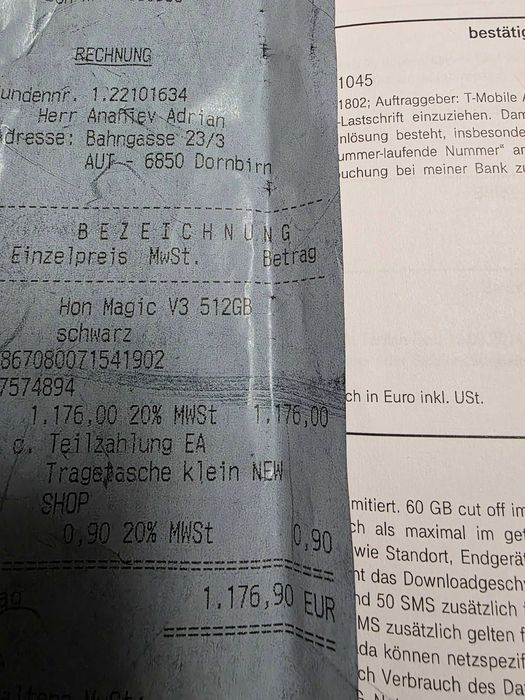 RECHNUNG
undennr. 1.22101634
Herr Ananiev Adrian
dresse: Bahngasse 23/3
AUT - 6850 Dornbirn
B E Z E I C H N U N G
Einzelpreis MwSt. Betrag
Hon Magic V3 512GB
schwarz
867080071541902
7574894
1.176,00 20% MWSt 1.176,00
Teilzahlung EA
Tragetasche klein NEW
SHOP
0,90 20% MWSt 0,90
1.176,90 EUR
bestätig
1045
1802; Auftraggeber: T-Mobile A
-Lastschrift einzuziehen. Dam
nlösung besteht, insbesonde
ummer-laufende Nummer" an
uchung bei meiner Bank zu
ch in Euro inkl. USt.
mitiert. 60 GB cut off im
ch als maximal im get
wie Standort, Endgerät
nt das Downloadgesch
nd 50 SMS zusätzlich
MS zusätzlich gelten f
da können netzspezif
ch Verbrauch des Da